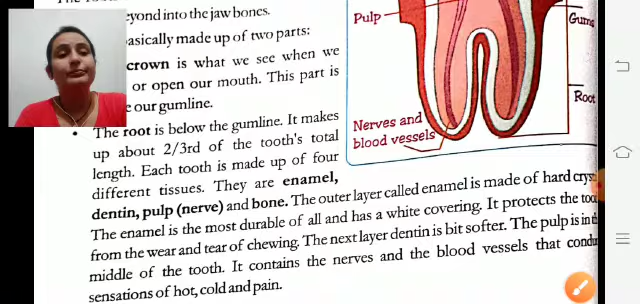 eyond into the jaw bones.
asically made up of two parts:
crown is what we see when we
or open our mouth. This part is
e our gumline.
• The root is below the gumline. It makes
up about 2/3rd of the tooth's total
length. Each tooth is made up of four
different tissues. They are enamel,
dentin, pulp (nerve) and bone. The outer layer called enamel is made of hard cryst
The enamel is the most durable of all and has a white covering. It protects the too
from the wear and tear of chewing. The next layer dentin is bit softer. The pulp is in th
middle of the tooth. It contains the nerves and the blood vessels that condu
sensations of hot, cold and pain.
Pulp
Gums
Root
Nerves and
blood vessels